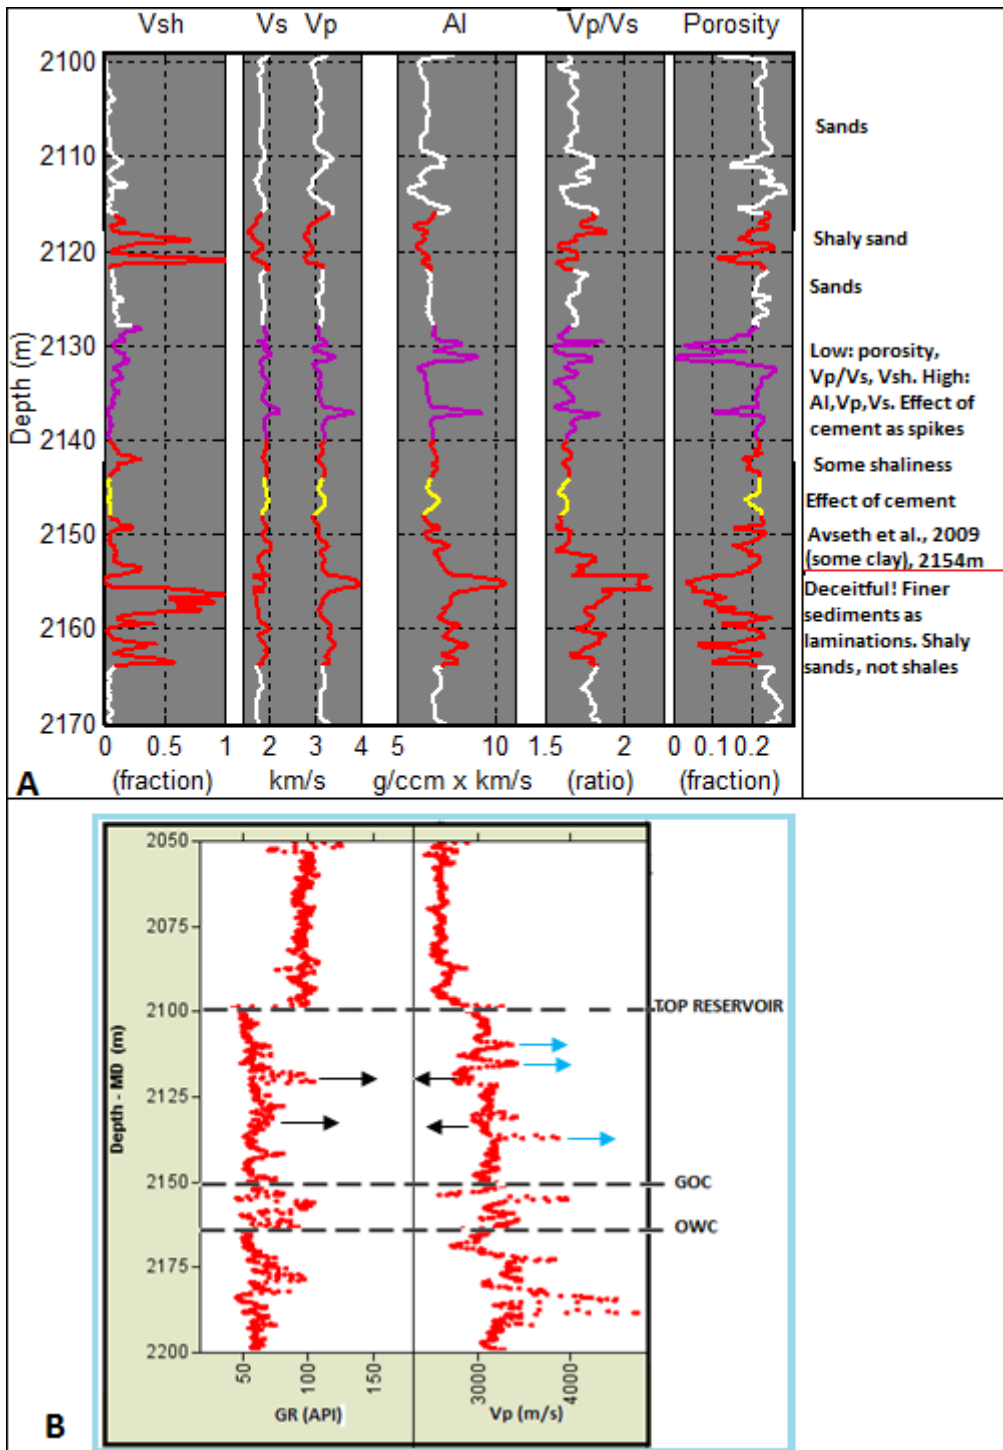 Vsh Vs Vp AI Vp/Vs Porosity
2100
2110
2120
2130
2140
2150
2160
2170
Depth (m)
0 0.5 1 2 3 4 5 10 1.5 2 0 0.1 0.2
(fraction) km/s g/ccm x km/s (ratio) (fraction)
A
Sands
Shaly sand
Sands
Low: porosity,
Vp/Vs, Vsh. High:
AI,Vp,Vs. Effect of
cement as spikes
Some shaliness
Effect of cement
Avseth et al., 2009
(some clay), 2154m
Deceitful! Finer
sediments as
laminations. Shaly
sands, not shales
2050
2075
2100
2125
2150
2175
2200
Depth - MD (m)
TOP RESERVOIR
GOC
OWC
50 100 150 3000 4000
GR (API) Vp (m/s)
B